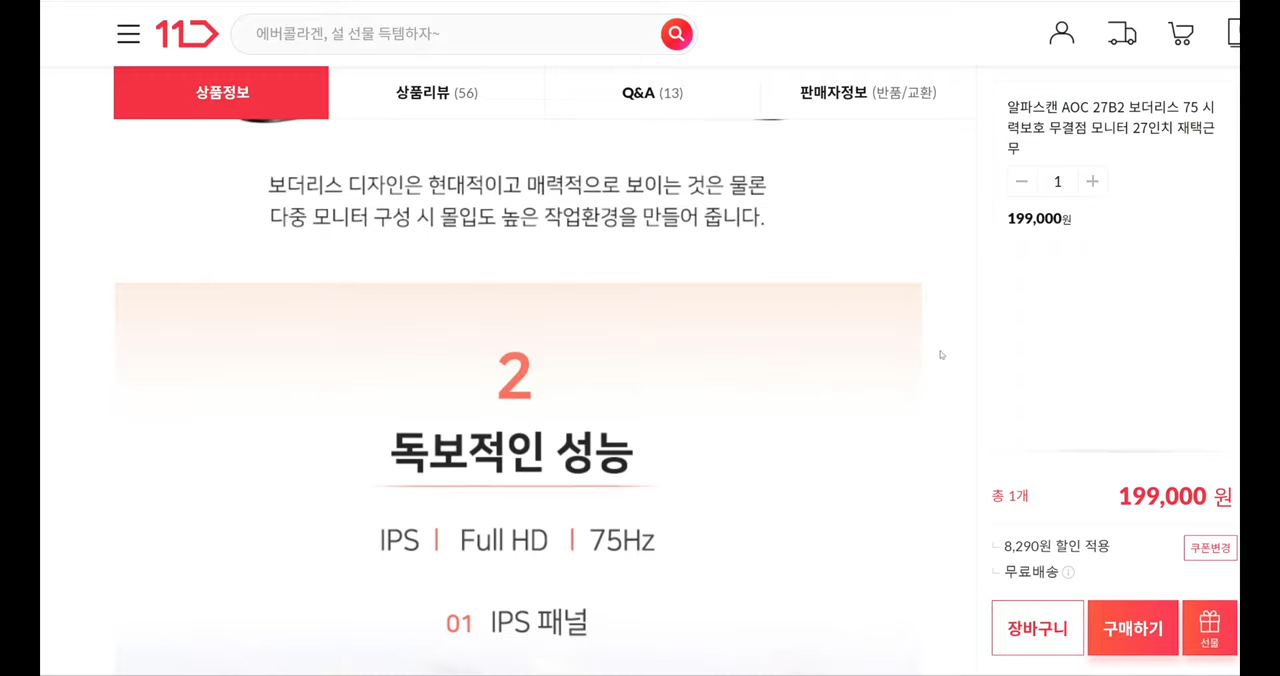 11
에버콜라겐, 설 선물 득템하자~
상품정보
상품리뷰 (56)
Q&A (13)
판매자정보 (반품/교환)
보더리스 디자인은 현대적이고 매력적으로 보이는 것은 물론
다중 모니터 구성 시 몰입도 높은 작업환경을 만들어 줍니다.
2
독보적인 성능
IPS | Full HD | 75Hz
01 IPS 패널
알파스캔 AOC 27B2 보더리스 75 시
력보호 무결점 모니터 27인치 재택근
무
1
199,000원
총 1개
199,000 원
8,290원 할인 적용
쿠폰변경
무료배송
장바구니
구매하기
선물